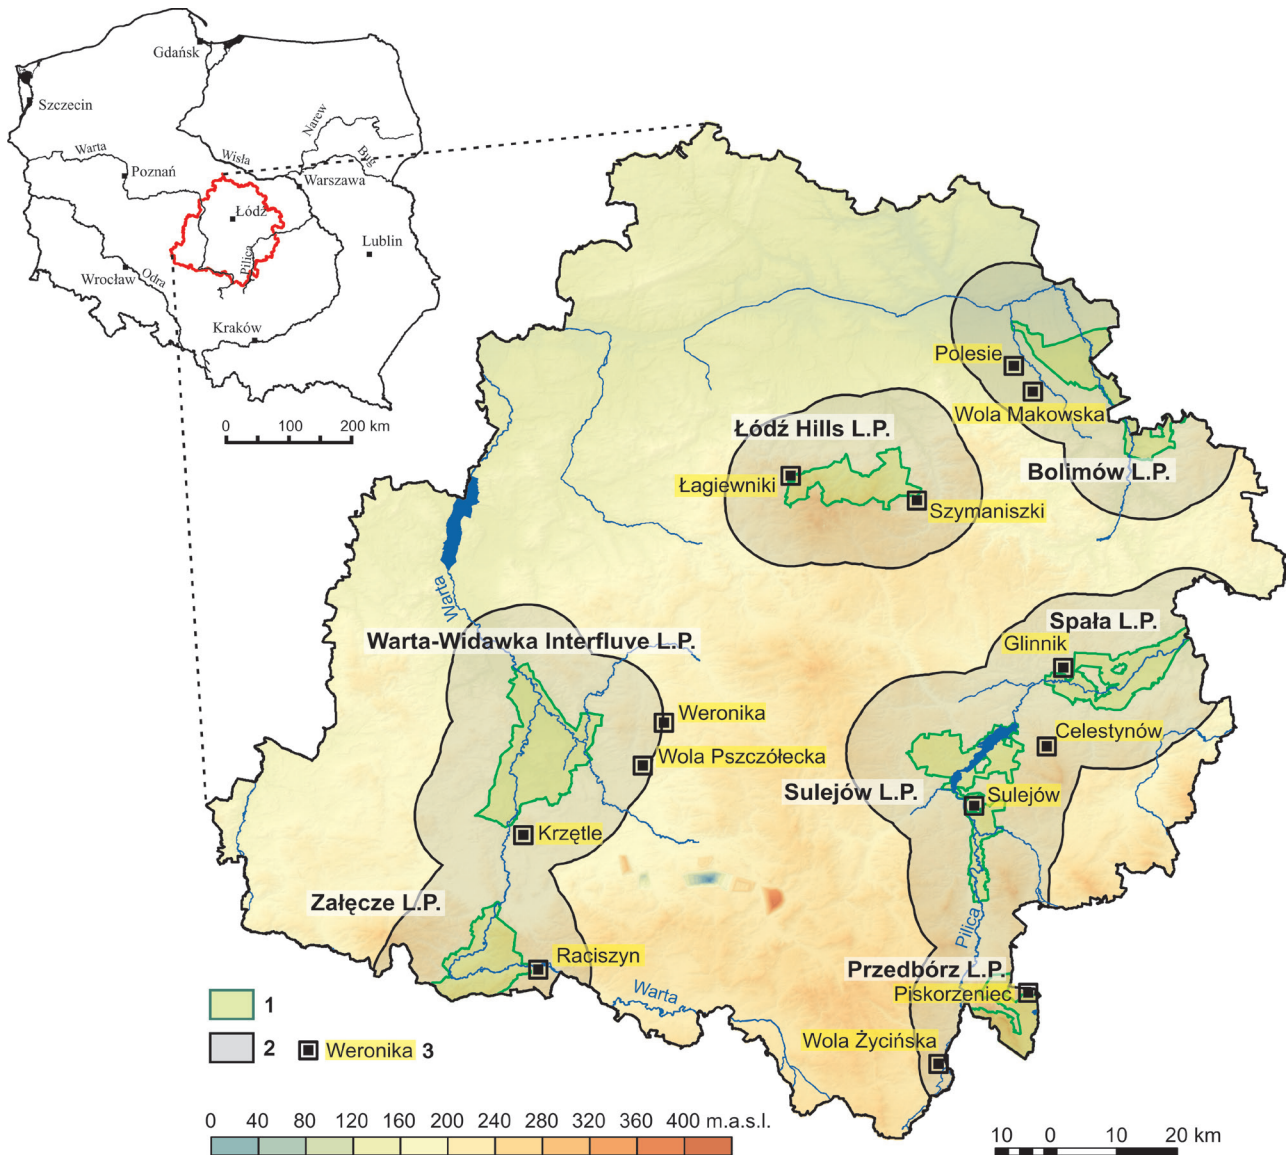 Gdańsk
Szczecin
Narew
Warta
Wisła
Bug
Poznań
Warszawa
Łódź
Lublin
Pilica
Wrocław
Odra
Kraków
0 100 200 km
Polesie
Wola Makowska
Łódź Hills L.P.
Bolimów L.P.
Łagiewniki
Szymaniszki
Warta
Spała L.P.
Warta-Widawka Interfluve L.P.
Glinnik
Weronika
Celestynów
Wola Pszczółecka
Sulejów L.P.
Sulejów
Krzętle
Załęcze L.P.
Pilica
Raciszyn
Przedbórz L.P.
Piskorzeniec
Warta
1
Wola Życińska
2
Weronika 3
0 40 80 120 160 200 240 280 320 360 400 m.a.s.l.
10 0 10 20 km